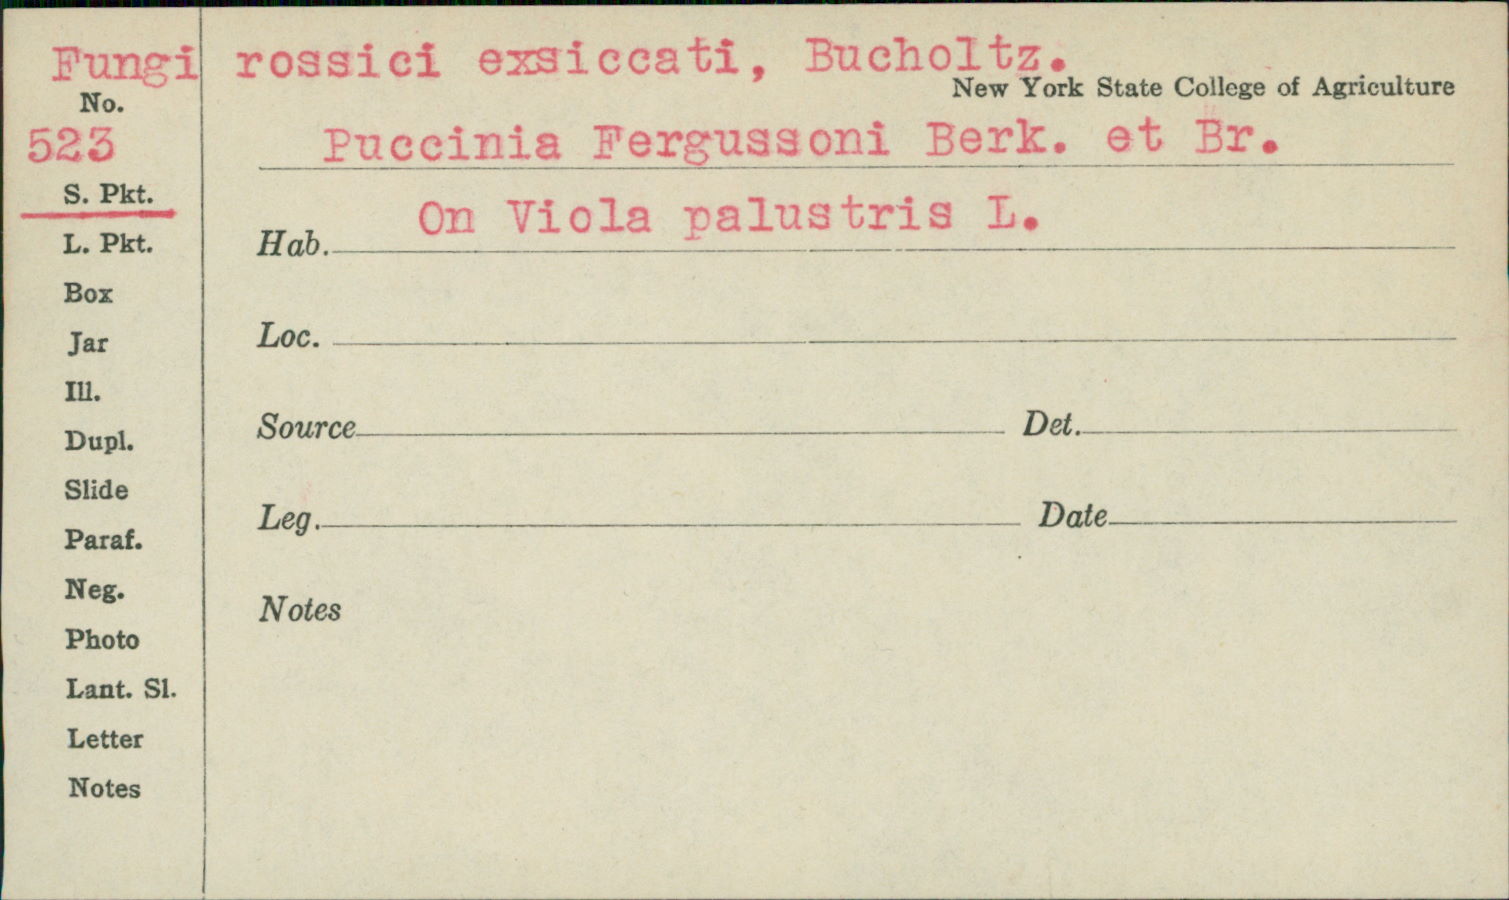 Fungi rossici exsiccati, Bucholtz.
New York State College of Agriculture
No.
523
Puccinia Fergussoni Berk. et Br.
S. Pkt.
On Viola palustris L.
L. Pkt.
Hab.
Box
Loc.
Jar
Ill.
Source Det.
Dupl.
Slide
Leg. Date
Paraf.
Neg.
Notes
Photo
Lant. Sl.
Letter
Notes